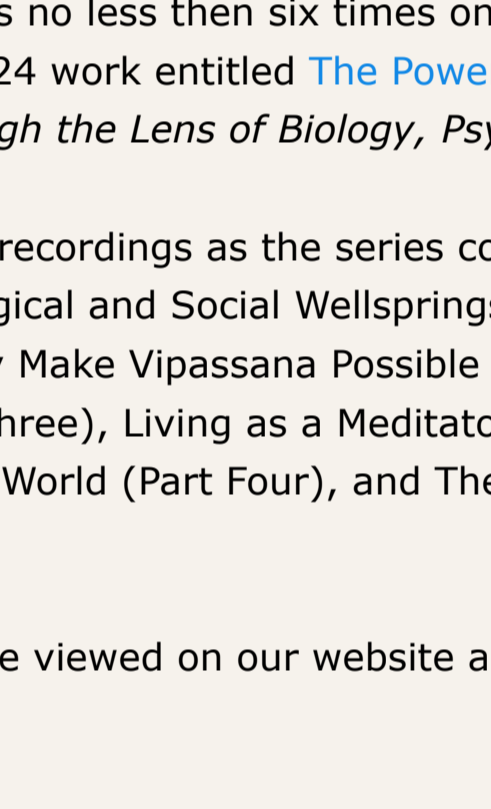 s no less then six times on
24 work entitled The Powe
gh the Lens of Biology, Psy
recordings as the series co
gical and Social Wellsprings
y Make Vipassana Possible
hree), Living as a Meditato
World (Part Four), and The
e viewed on our website a